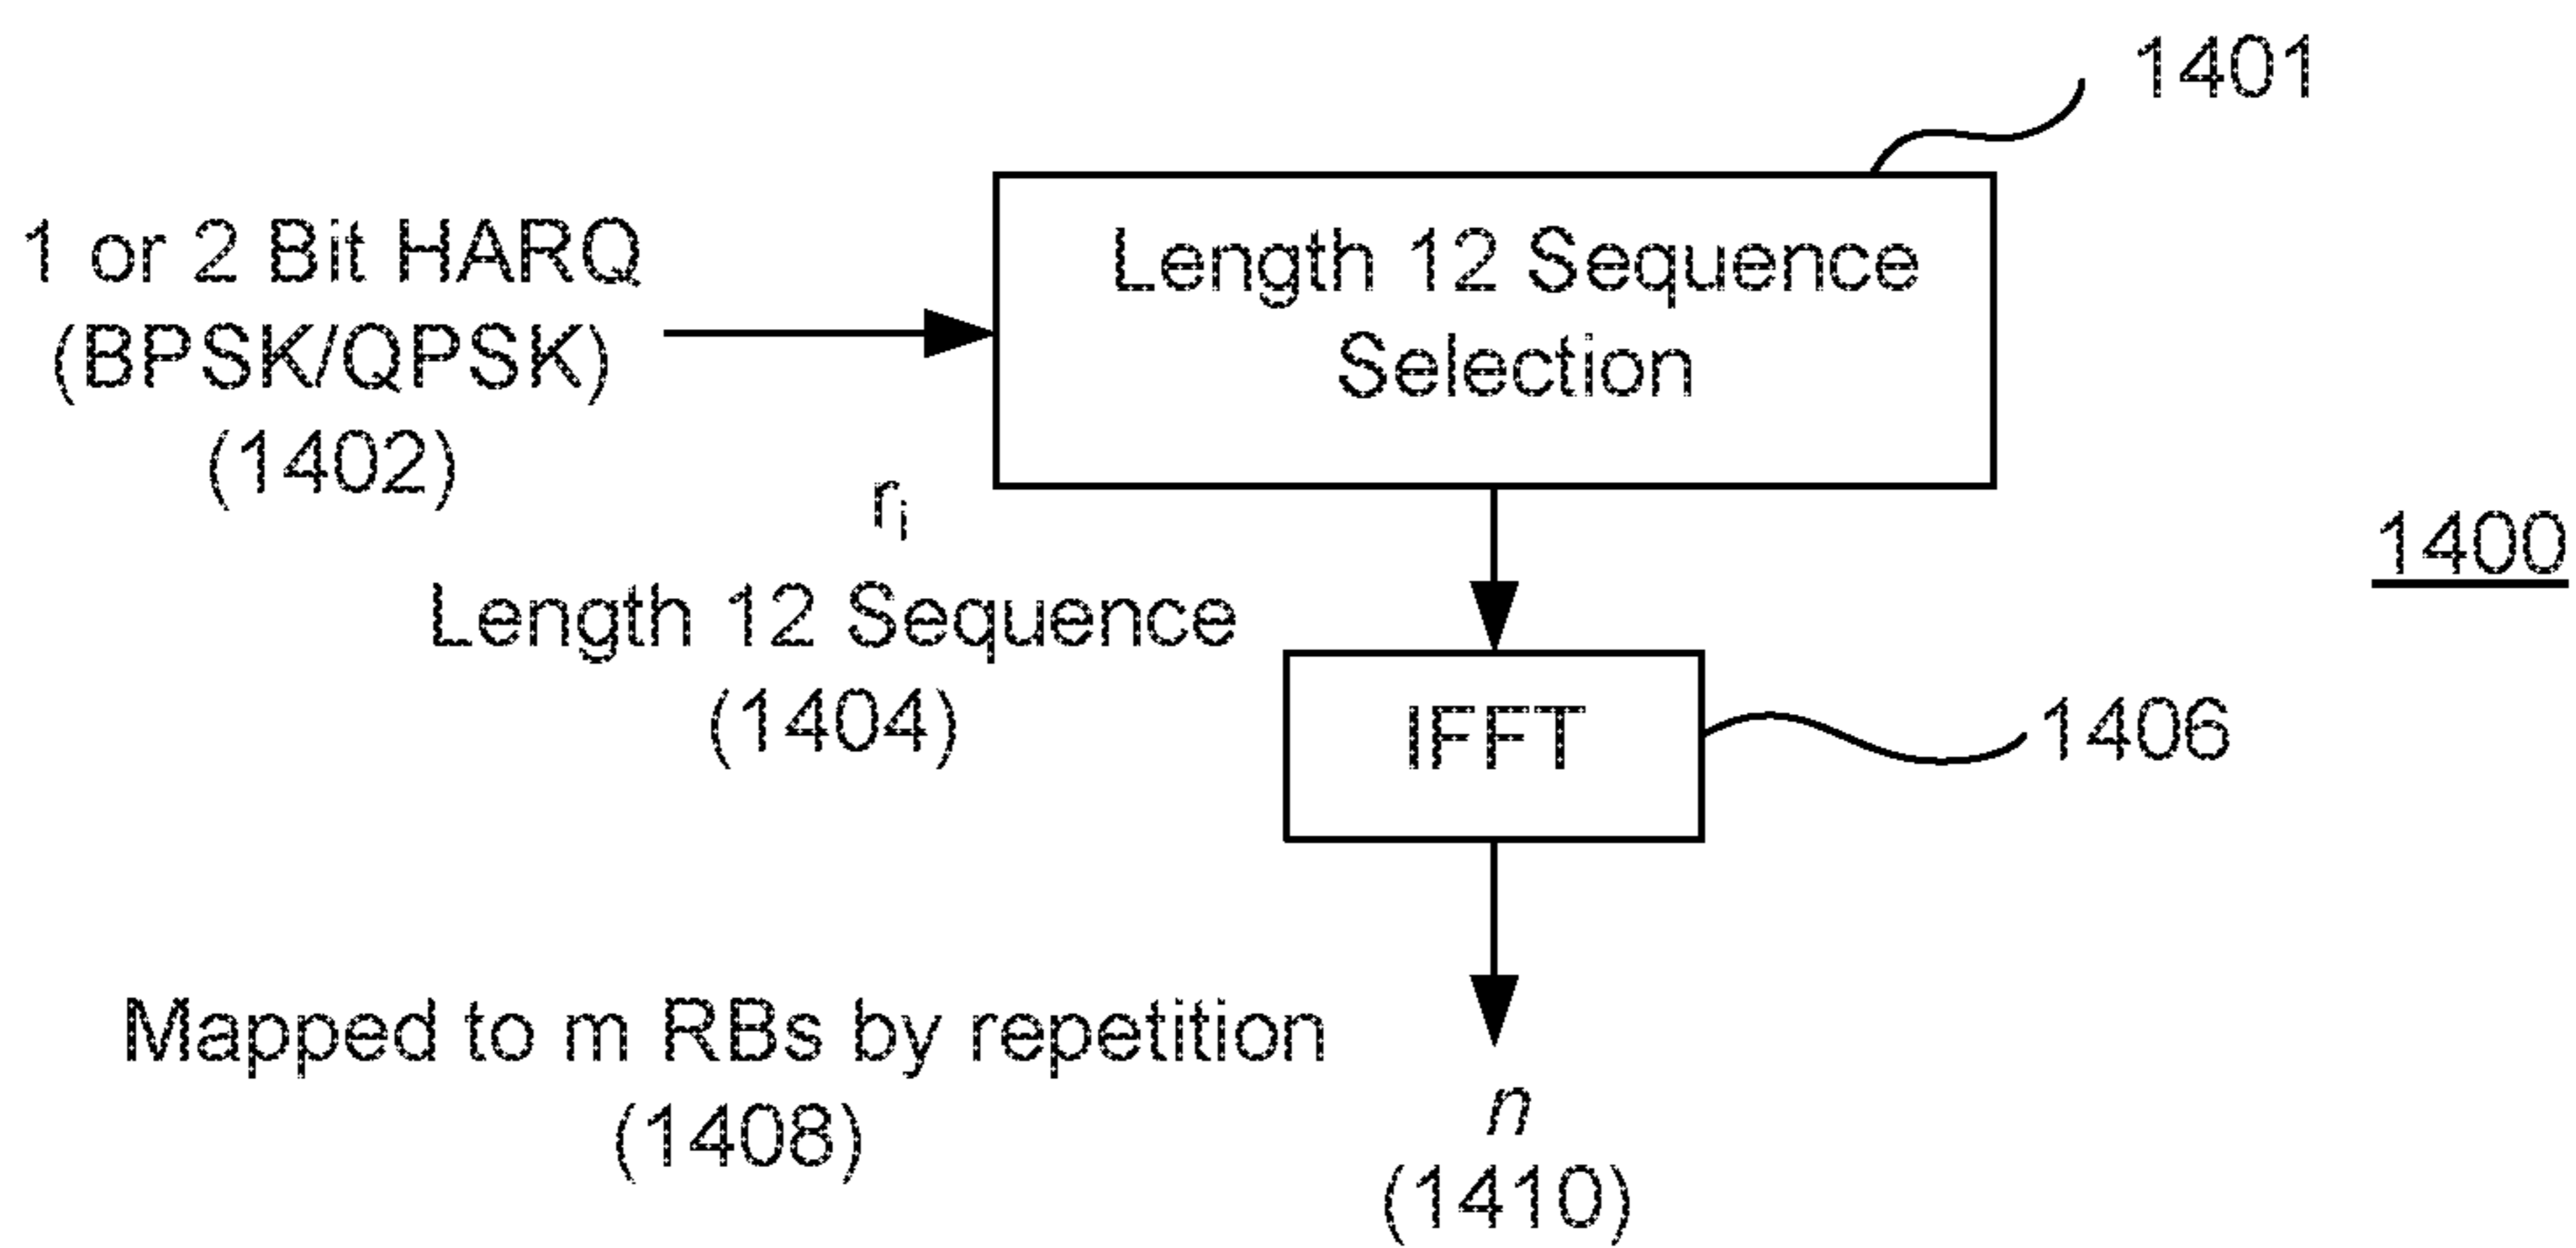 1401
1 or 2 Bit HARQ
(BPSK/QPSK)
(1402)
Length 12 Sequence
Selection
rᵢ
Length 12 Sequence
(1404)
1400
IFFT
1406
Mapped to m RBs by repetition
(1408)
n
(1410)